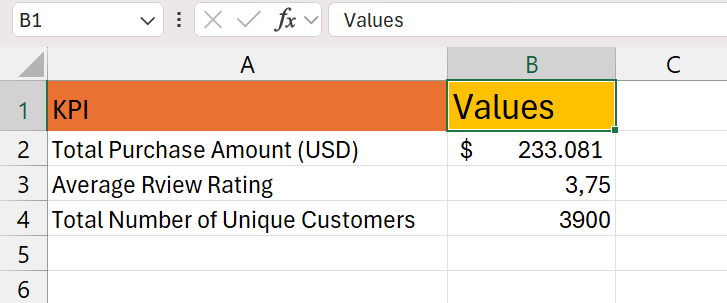 B1 fx Values
A B C
1 KPI Values
2 Total Purchase Amount (USD) $ 233.081
3 Average Rview Rating 3,75
4 Total Number of Unique Customers 3900
5
6